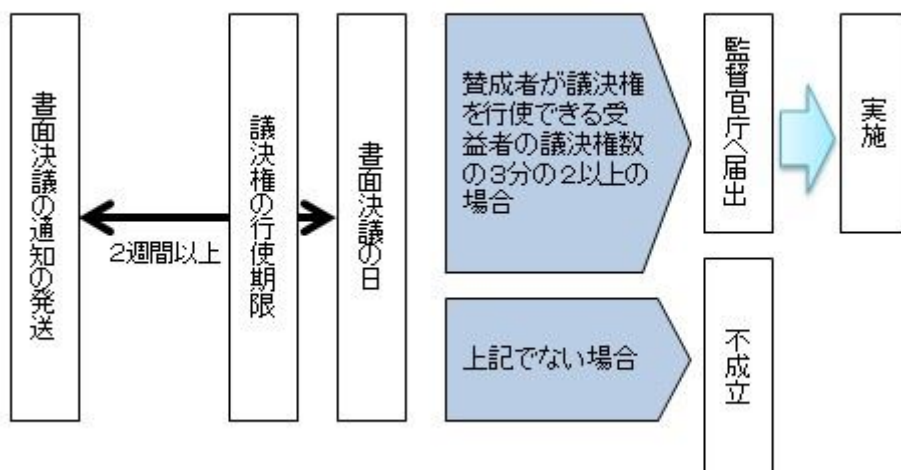 書面決議の通知の発送
2週間以上
議決権の行使期限
書面決議の日
賛成者が議決権
を行使できる受
益者の議決権数
の3分の2以上の
場合
監督官庁へ届出
実施
上記でない場合
不成立